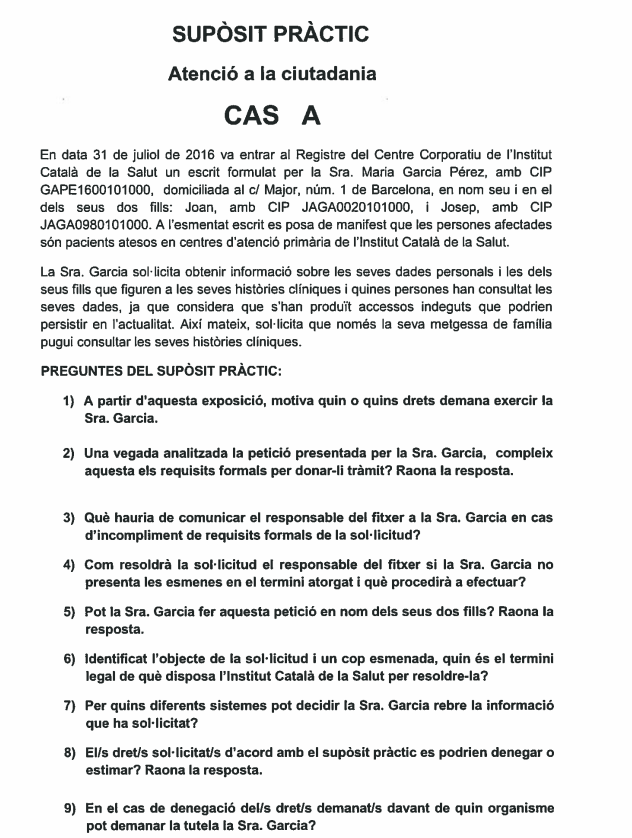 SUPÒSIT PRÀCTIC
Atenció a la ciutadania
CAS A
En data 31 de juliol de 2016 va entrar al Registre del Centre Corporatiu de l'Institut
Català de la Salut un escrit formulat per la Sra. Maria Garcia Pérez, amb CIP
GAPE1600101000, domiciliada al c/ Major, núm. 1 de Barcelona, en nom seu i en el
dels seus dos fills: Joan, amb CIP JAGA0020101000, i Josep, amb CIP
JAGA0980101000. A l'esmentat escrit es posa de manifest que les persones afectades
són pacients atesos en centres d'atenció primària de l'Institut Català de la Salut.
La Sra. Garcia sol·licita obtenir informació sobre les seves dades personals i les dels
seus fills que figuren a les seves històries clíniques i quines persones han consultat les
seves dades, ja que considera que s'han produït accessos indeguts que podrien
persistir en l'actualitat. Així mateix, sol·licita que només la seva metgessa de família
pugui consultar les seves històries clíniques.
PREGUNTES DEL SUPÒSIT PRÀCTIC:
1) A partir d'aquesta exposició, motiva quin o quins drets demana exercir la
Sra. Garcia.
2) Una vegada analitzada la petició presentada per la Sra. Garcia, compleix
aquesta els requisits formals per donar-li tràmit? Raona la resposta.
3) Què hauria de comunicar el responsable del fitxer a la Sra. Garcia en cas
d'incompliment de requisits formals de la sol·licitud?
4) Com resoldrà la sol·licitud el responsable del fitxer si la Sra. Garcia no
presenta les esmenes en el termini atorgat i què procedirà a efectuar?
5) Pot la Sra. Garcia fer aquesta petició en nom dels seus dos fills? Raona la
resposta.
6) Identificat l'objecte de la sol·licitud i un cop esmenada, quin és el termini
legal de què disposa l'Institut Català de la Salut per resoldre-la?
7) Per quins diferents sistemes pot decidir la Sra. Garcia rebre la informació
que ha sol·licitat?
8) El/s dret/s sol·licitat/s d'acord amb el supòsit pràctic es podrien denegar o
estimar? Raona la resposta.
9) En el cas de denegació del/s dret/s demanat/s davant de quin organisme
pot demanar la tutela la Sra. Garcia?